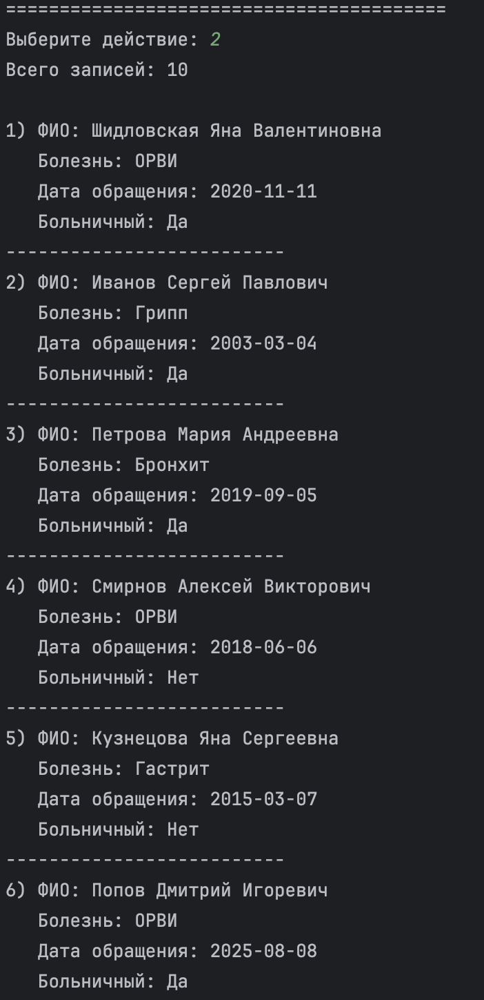 =========================================
Выберите действие: 2
Всего записей: 10
1) ФИО: Шидловская Яна Валентиновна
Болезнь: ОРВИ
Дата обращения: 2020-11-11
Больничный: Да
--------------------------
2) ФИО: Иванов Сергей Павлович
Болезнь: Грипп
Дата обращения: 2003-03-04
Больничный: Да
--------------------------
3) ФИО: Петрова Мария Андреевна
Болезнь: Бронхит
Дата обращения: 2019-09-05
Больничный: Да
--------------------------
4) ФИО: Смирнов Алексей Викторович
Болезнь: ОРВИ
Дата обращения: 2018-06-06
Больничный: Нет
--------------------------
5) ФИО: Кузнецова Яна Сергеевна
Болезнь: Гастрит
Дата обращения: 2015-03-07
Больничный: Нет
--------------------------
6) ФИО: Попов Дмитрий Игоревич
Болезнь: ОРВИ
Дата обращения: 2025-08-08
Больничный: Да